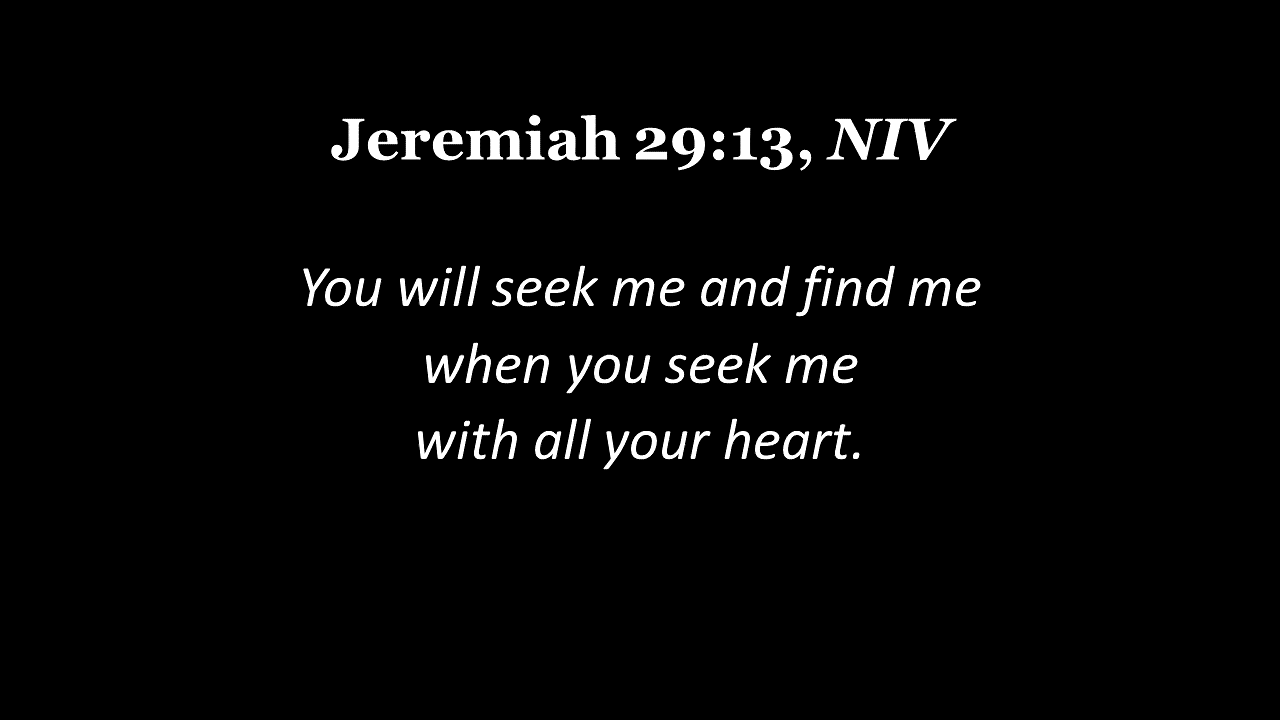 Jeremiah 29:13, NIV
You will seek me and find me
when you seek me
with all your heart.